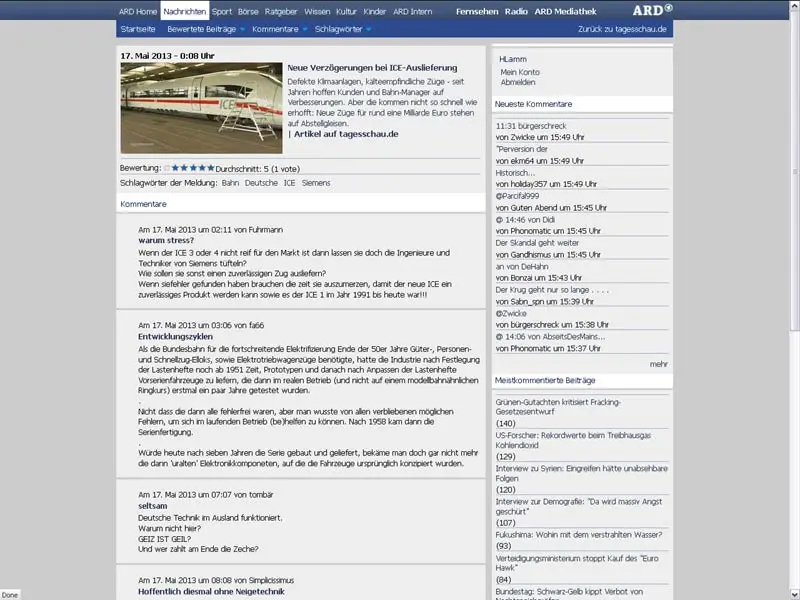 ARD Home Nachrichten Sport Börse Ratgeber Wissen Kultur Kinder ARD Intern Fernsehen Radio ARD Mediathek ARD
Startseite Bewertete Beiträge Kommentare Schlagwörter Zurück zu tagesschau.de
17. Mai 2013 - 0:08 Uhr
ICE
Neue Verzögerungen bei ICE-Auslieferung
Defekte Klimaanlagen, kälteempfindliche Züge - seit
Jahren hoffen Kunden und Bahn-Manager auf
Verbesserungen. Aber die kommen nicht so schnell wie
erhofft: Neue Züge für rund eine Milliarde Euro stehen
auf Abstellgleisen.
| Artikel auf tagesschau.de
Bewertung: Durchschnitt: 5 (1 vote)
Schlagwörter der Meldung: Bahn Deutsche ICE Siemens
Kommentare
Am 17. Mai 2013 um 02:11 von Fuhrmann
warum stress?
Wenn der ICE 3 oder 4 nicht reif für den Markt ist dann lassen sie doch die Ingenieure und
Techniker von Siemens tüfteln?
Wie sollen sie sonst einen zuverlässigen Zug ausliefern?
Wenn siefehler gefunden haben brauchen die zeit sie auszumerzen, damit der neue ICE ein
zuverlässiges Produkt werden kann sowie es der ICE 1 im Jahr 1991 bis heute war!!!
Am 17. Mai 2013 um 03:06 von fa66
Entwicklungszyklen
Als die Bundesbahn für die fortschreitende Elektrifizierung Ende der 50er Jahre Güter-, Personen-
und Schnellzug-Elloks, sowie Elektrotriebwagenzüge benötigte, hatte die Industrie nach Festlegung
der Lastenhefte noch ab 1951 Zeit, Prototypen und danach nach Anpassen der Lastenhefte
Vorserienfahrzeuge zu liefern, die dann im realen Betrieb (und nicht auf einem modellbahnähnlichen
Ringkurs) erstmal ein paar Jahre getestet wurden.
.
Nicht dass die dann alle fehlerfrei waren, aber man wusste von allen verbliebenen möglichen
Fehlern, um sich im laufenden Betrieb (be)helfen zu können. Nach 1958 kam dann die
Serienfertigung.
.
Würde heute nach sieben Jahren die Serie gebaut und geliefert, bekäme man doch gar nicht mehr
die dann 'uralten' Elektronikkomponeten, auf die die Fahrzeuge ursprünglich konzipiert wurden.
Am 17. Mai 2013 um 07:07 von tombär
seltsam
Deutsche Technik im Ausland funktioniert.
Warum nicht hier?
GEIZ IST GEIL?
Und wer zahlt am Ende die Zeche?
Am 17. Mai 2013 um 08:08 von Simplicissimus
Hoffentlich diesmal ohne Neigetechnik
HLamm
Mein Konto
Abmelden
Neueste Kommentare
11:31 bürgerschreck
von Zwicke um 15:49 Uhr
"Perversion der
von ekm64 um 15:49 Uhr
Historisch...
von holiday357 um 15:49 Uhr
@Parcifal999
von Guten Abend um 15:45 Uhr
@ 14:46 von Didi
von Phonomatic um 15:45 Uhr
Der Skandal geht weiter
von Gandhismus um 15:45 Uhr
an von DeHahn
von Bonzai um 15:43 Uhr
Der Krug geht nur so lange . . . .
von Sabn_spn um 15:39 Uhr
@Zwicke
von bürgerschreck um 15:38 Uhr
@ 14:06 von AbseitsDesMains...
von Phonomatic um 15:37 Uhr
mehr
Meistkommentierte Beiträge
Grünen-Gutachten kritisiert Fracking-
Gesetzesentwurf
(140)
US-Forscher: Rekordwerte beim Treibhausgas
Kohlendioxid
(129)
Interview zu Syrien: Eingreifen hätte unabsehbare
Folgen
(120)
Interview zur Demografie: "Da wird massiv Angst
geschürt"
(107)
Fukushima: Wohin mit dem verstrahlten Wasser?
(93)
Verteidigungsministerium stoppt Kauf des "Euro
Hawk"
(84)
Bundestag: Schwarz-Gelb kippt Verbot von
Done